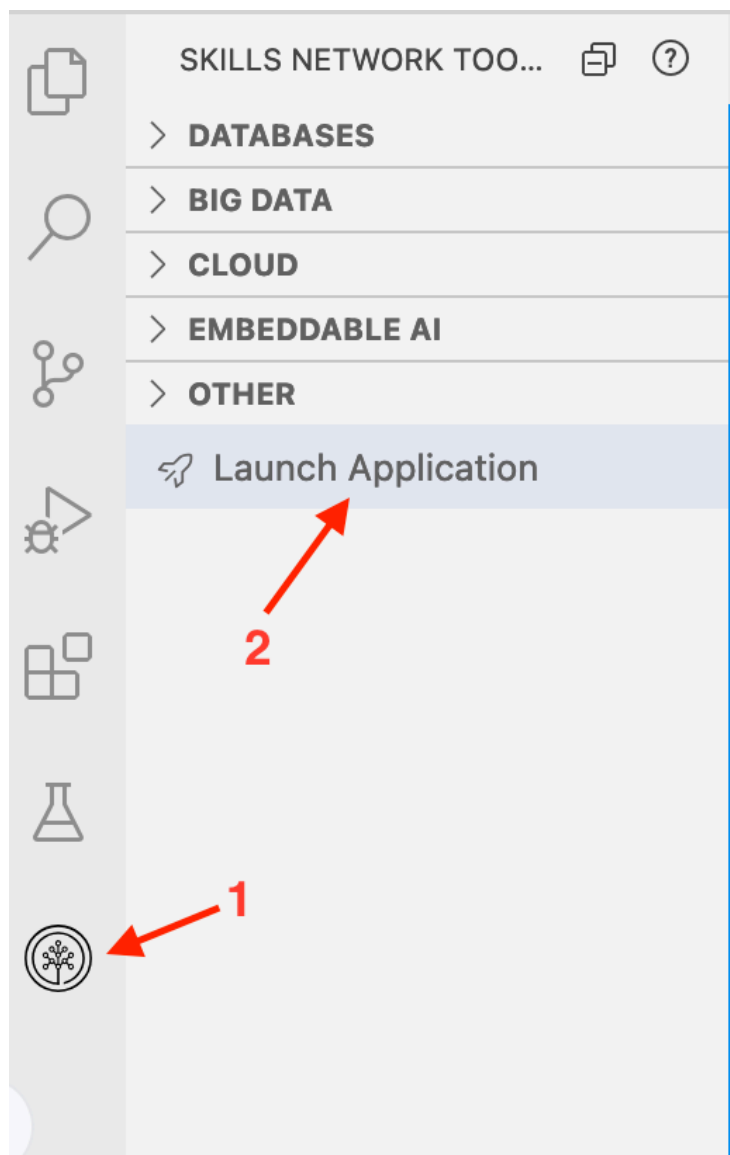 SKILLS NETWORK TOO...
DATABASES
BIG DATA
CLOUD
EMBEDDABLE AI
OTHER
Launch Application
2
1